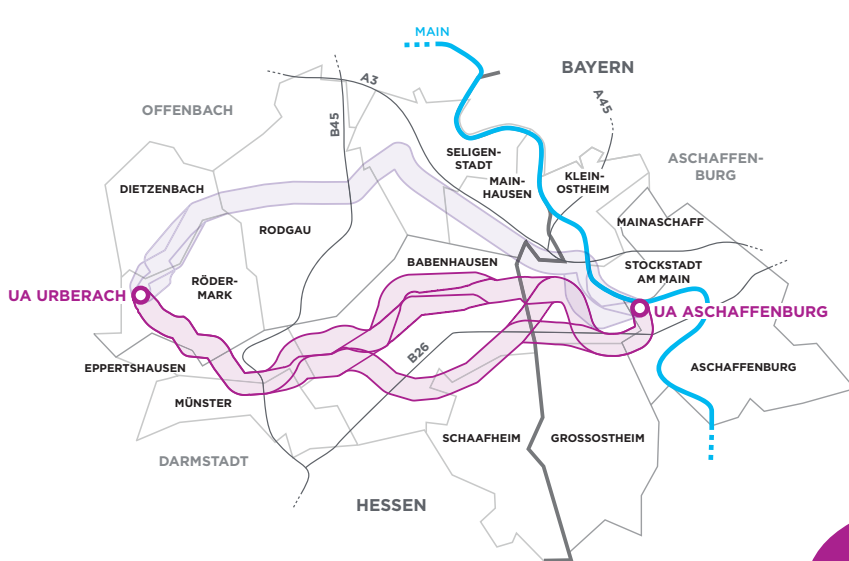 MAIN
BAYERN
A3
A45
OFFENBACH
B45
SELIGEN-
STADT
ASCHAFFEN-
BURG
KLEIN-
OSTHEIM
MAIN-
HAUSEN
DIETZENBACH
MAINASCHAFF
RODGAU
BABENHAUSEN
STOCKSTADT
AM MAIN
RÖDER-
MARK
UA URBERACH
UA ASCHAFFENBURG
B26
EPPERTSHAUSEN
ASCHAFFENBURG
MÜNSTER
SCHAAFHEIM
GROSSOSTHEIM
DARMSTADT
HESSEN